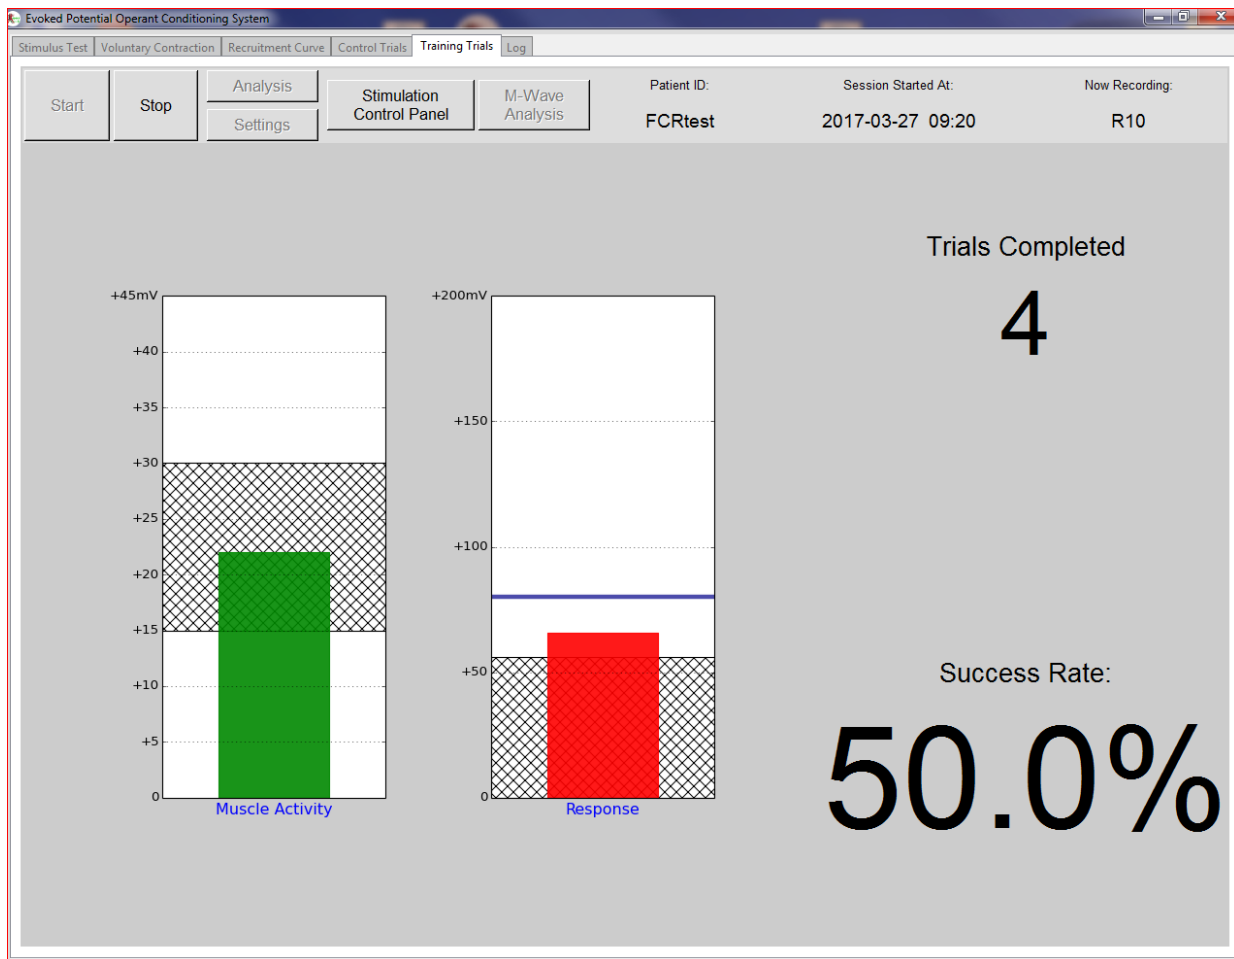 Evoked Potential Operant Conditioning System
Stimulus Test Voluntary Contraction Recruitment Curve Control Trials Training Trials Log
Start
Stop
Analysis
Settings
Stimulation
Control Panel
M-Wave
Analysis
Patient ID:
FCRtest
Session Started At:
2017-03-27 09:20
Now Recording:
R10
Trials Completed
4
+45mV
+40
+35
+30
+25
+20
+15
+10
+5
0
Muscle Activity
+200mV
+150
+100
+50
0
Response
Success Rate:
50.0%